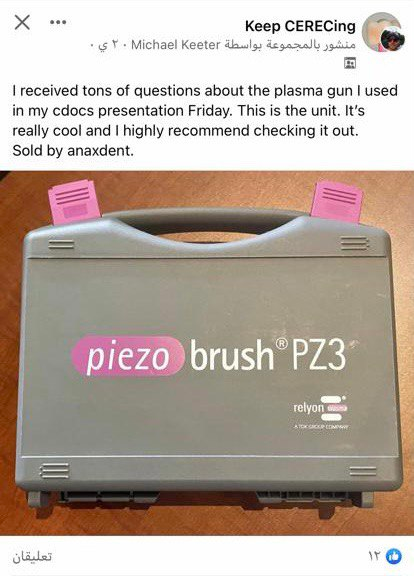 Keep CERECing
منشور بالمجموعة بواسطة Michael Keeter · ٢ ي ·
I received tons of questions about the plasma gun I used
in my cdocs presentation Friday. This is the unit. It's
really cool and I highly recommend checking it out.
Sold by anaxdent.
piezo brush® PZ3
relyon plasma
A TDK GROUP COMPANY
١٢
تعليقان